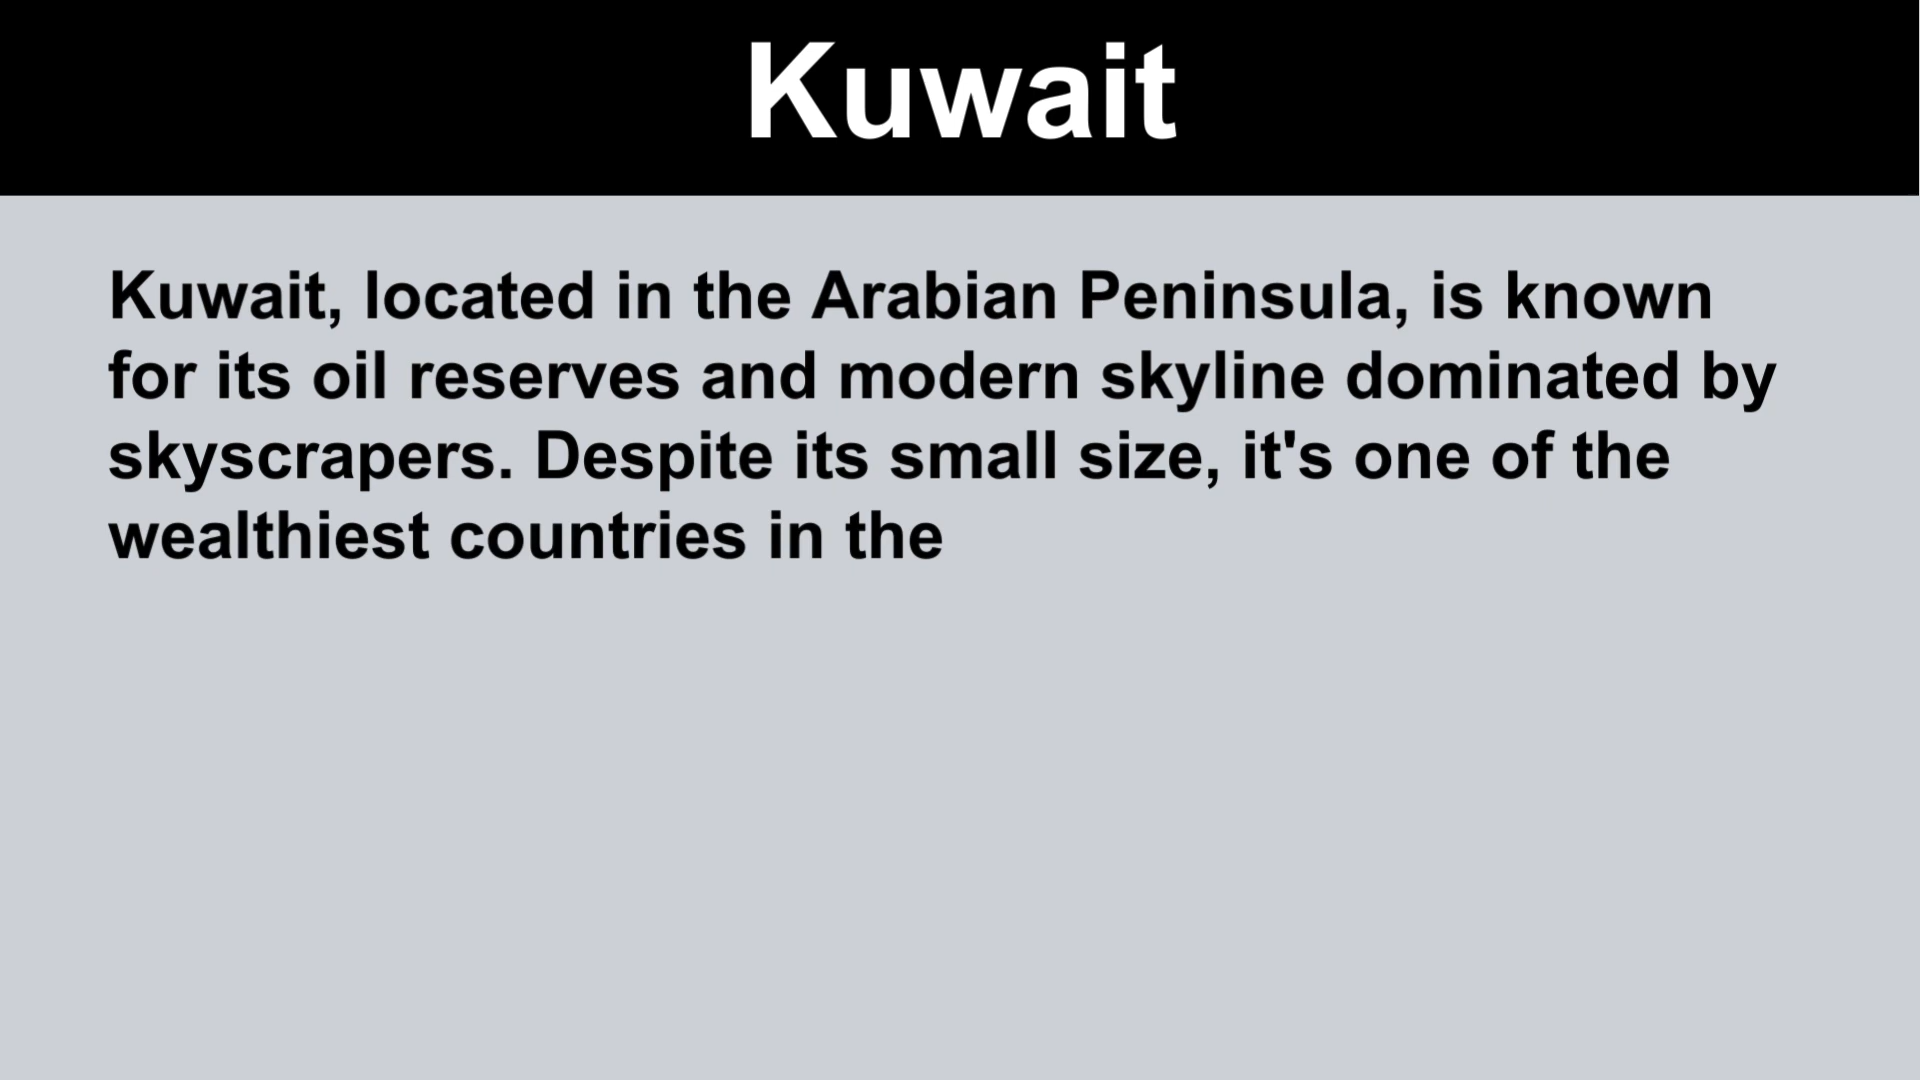 Kuwait
Kuwait, located in the Arabian Peninsula, is known
for its oil reserves and modern skyline dominated by
skyscrapers. Despite its small size, it's one of the
wealthiest countries in the